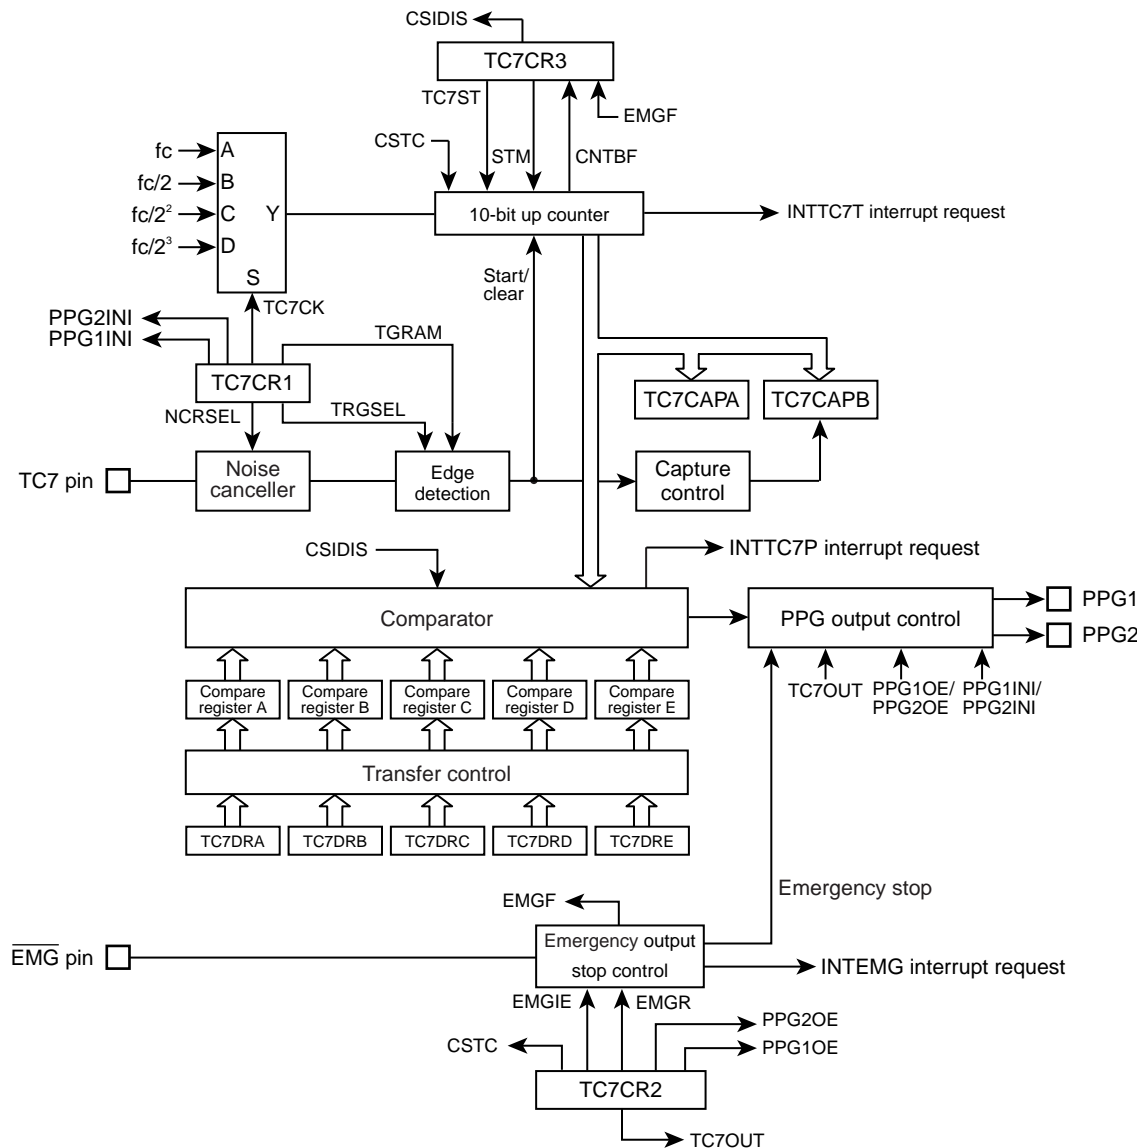 CSIDIS
TC7CR3
TC7ST
EMGF
CSTC
STM
CNTBF
fc
A
fc/2
B
fc/2²
C
Y
10-bit up counter
INTTC7T interrupt request
fc/2³
D
S
Start/
clear
TC7CK
PPG2INI
PPG1INI
TGRAM
TC7CR1
TC7CAPA
TC7CAPB
NCRSEL
TRGSEL
TC7 pin
Noise
canceller
Edge
detection
Capture
control
CSIDIS
INTTC7P interrupt request
Comparator
PPG output control
PPG1
PPG2
Compare
register A
Compare
register B
Compare
register C
Compare
register D
Compare
register E
TC7OUT
PPG1OE/
PPG2OE
PPG1INI/
PPG2INI
Transfer control
TC7DRA
TC7DRB
TC7DRC
TC7DRD
TC7DRE
Emergency stop
EMGF
EMG pin
Emergency output
stop control
INTEMG interrupt request
EMGIE
EMGR
PPG2OE
CSTC
PPG1OE
TC7CR2
TC7OUT